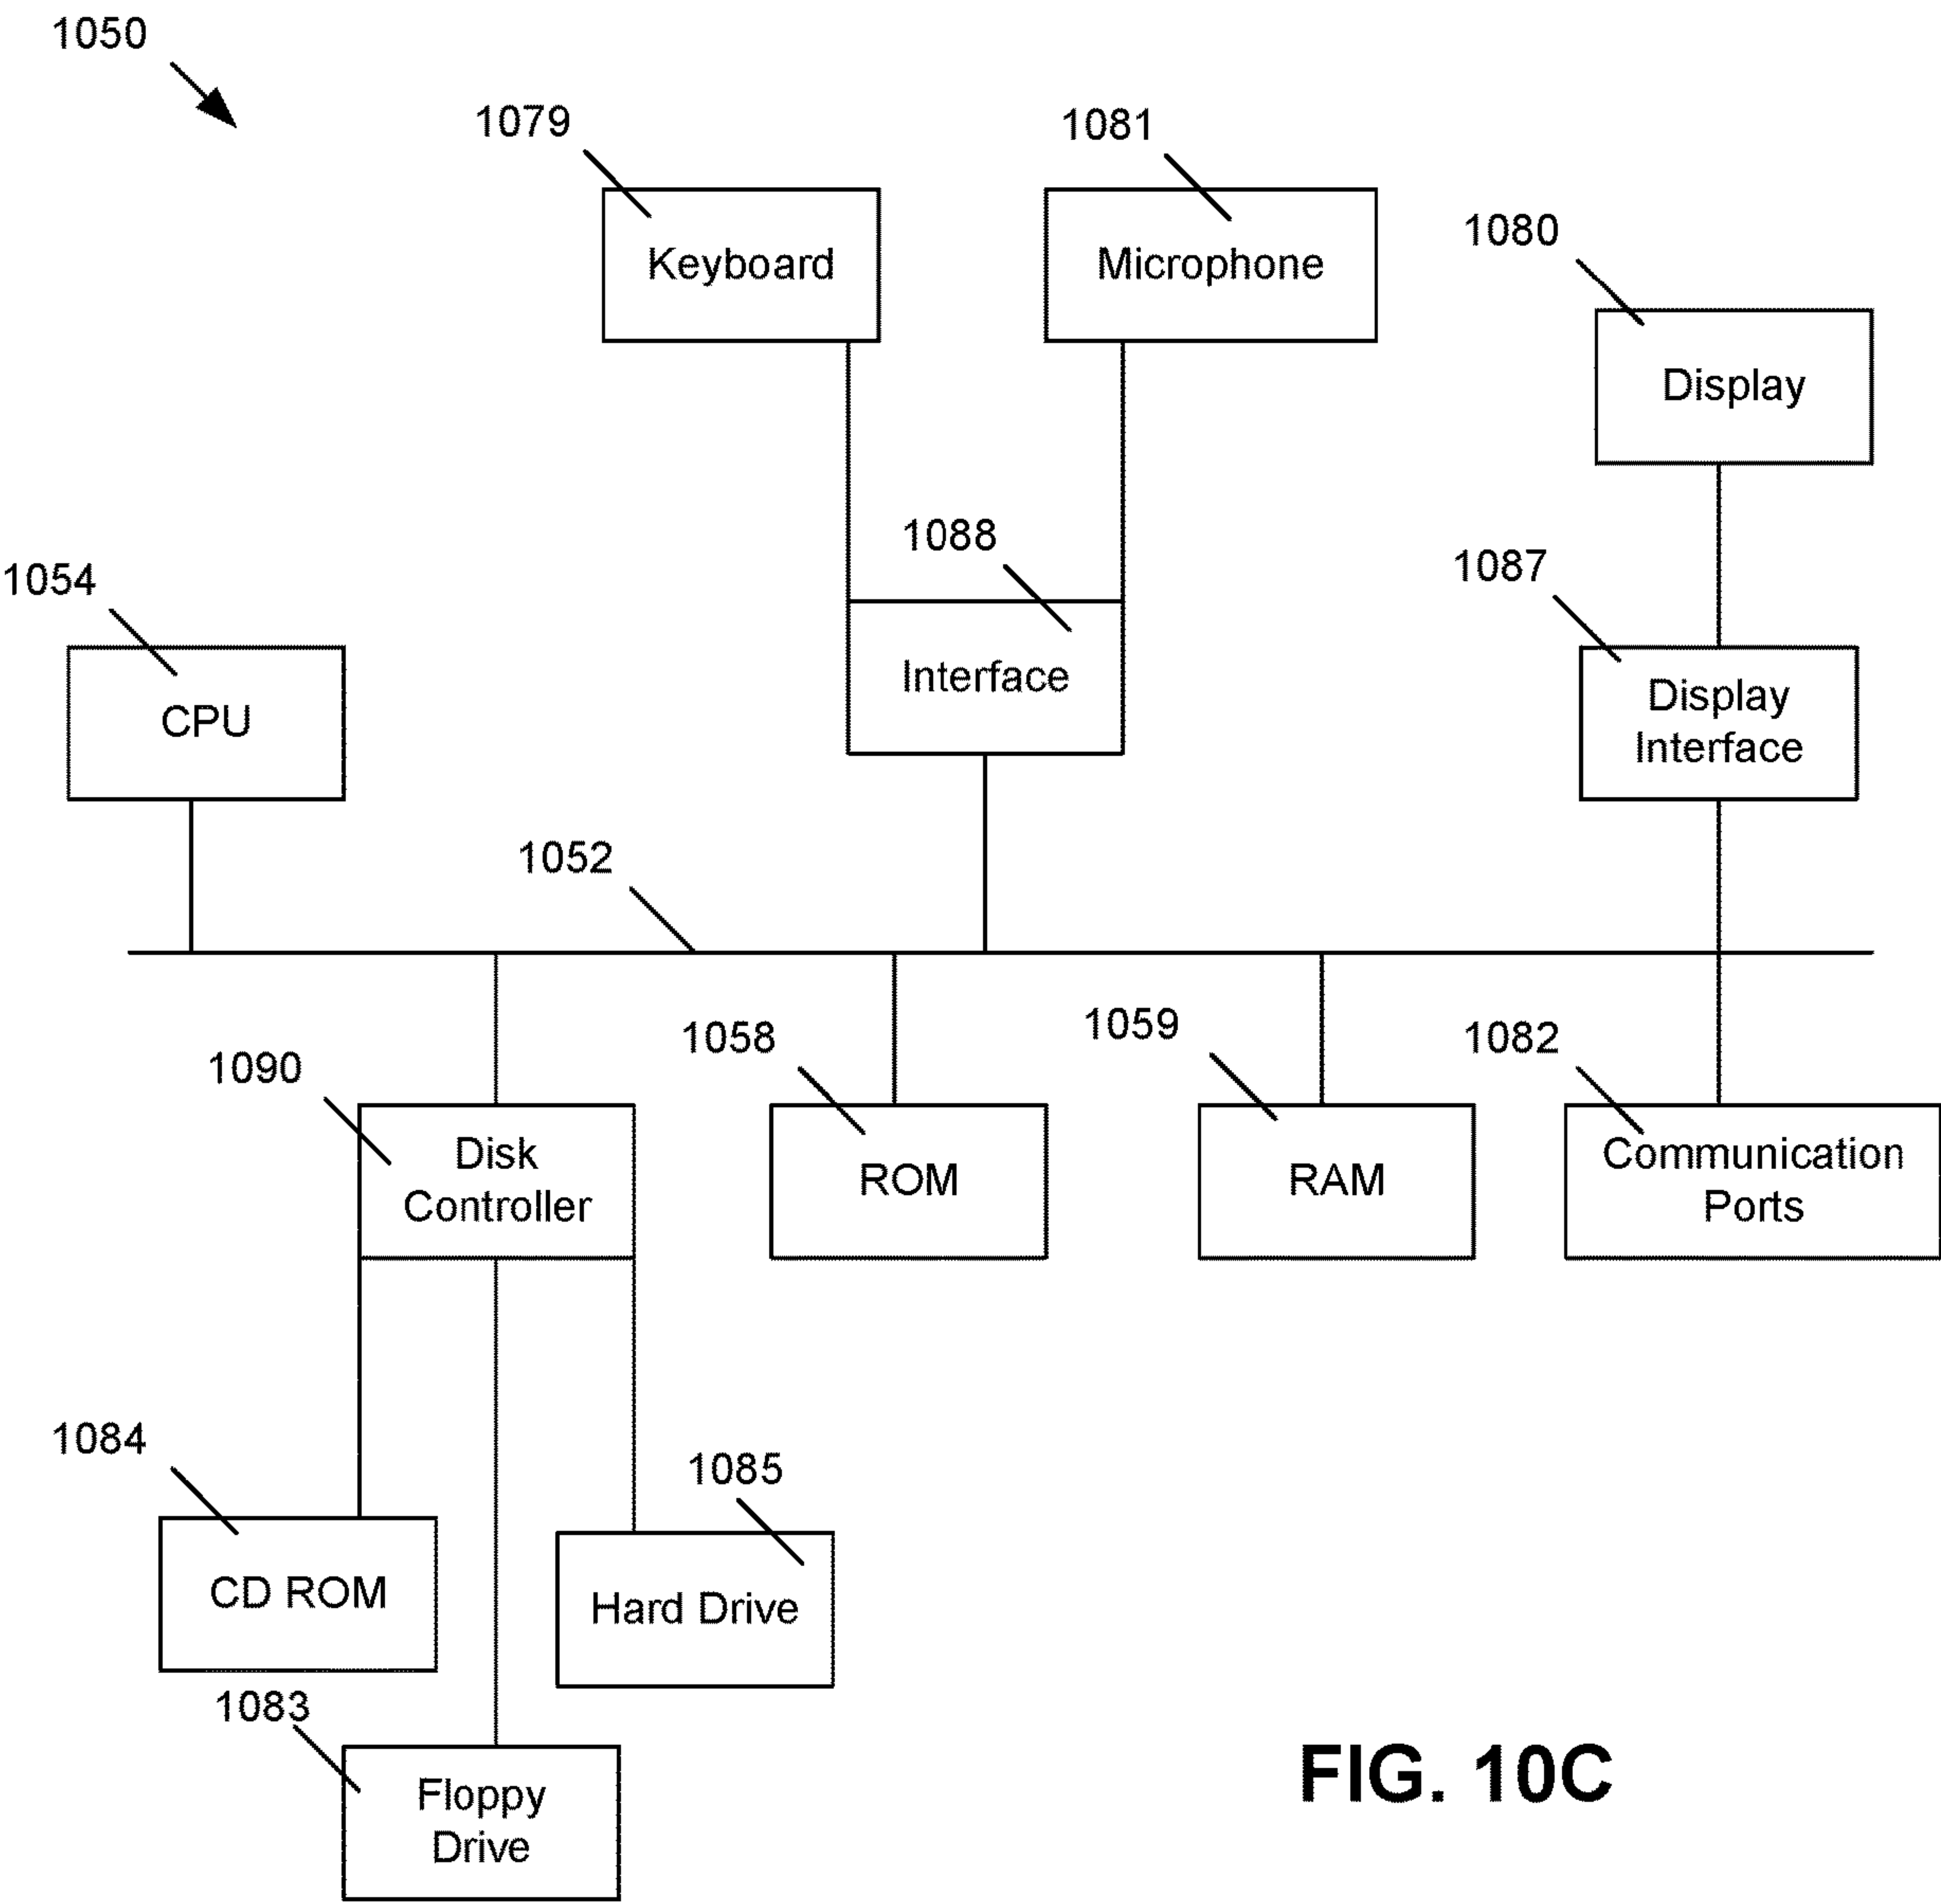 1050
1079
1081
1080
Keyboard
Microphone
Display
1088
1087
1054
Interface
Display
Interface
CPU
1052
1090
1058
1059
1082
Disk
Controller
ROM
RAM
Communication
Ports
1084
1085
CD ROM
Hard Drive
1083
Floppy
Drive
FIG. 10C